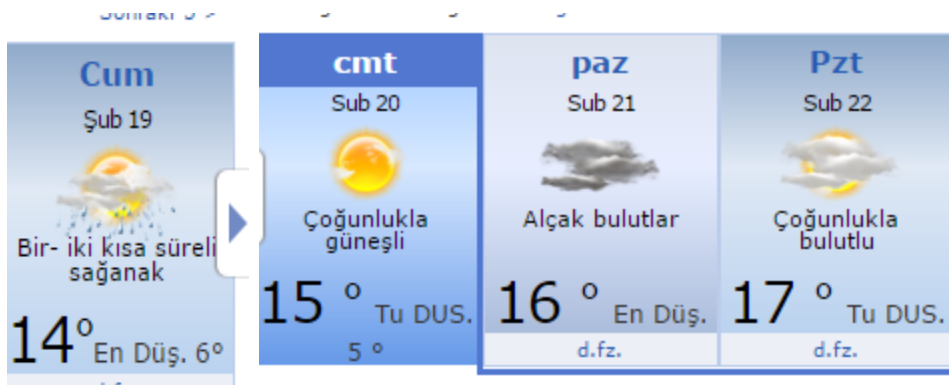 Cum
Şub 19
Bir- iki kısa süreli
sağanak
14°
En Düş. 6°
cmt
Sub 20
Çoğunlukla
güneşli
15 °
Tu DUS.
5 °
paz
Sub 21
Alçak bulutlar
16 °
En Düş.
d.fz.
Pzt
Sub 22
Çoğunlukla
bulutlu
17 °
Tu DUS.
d.fz.